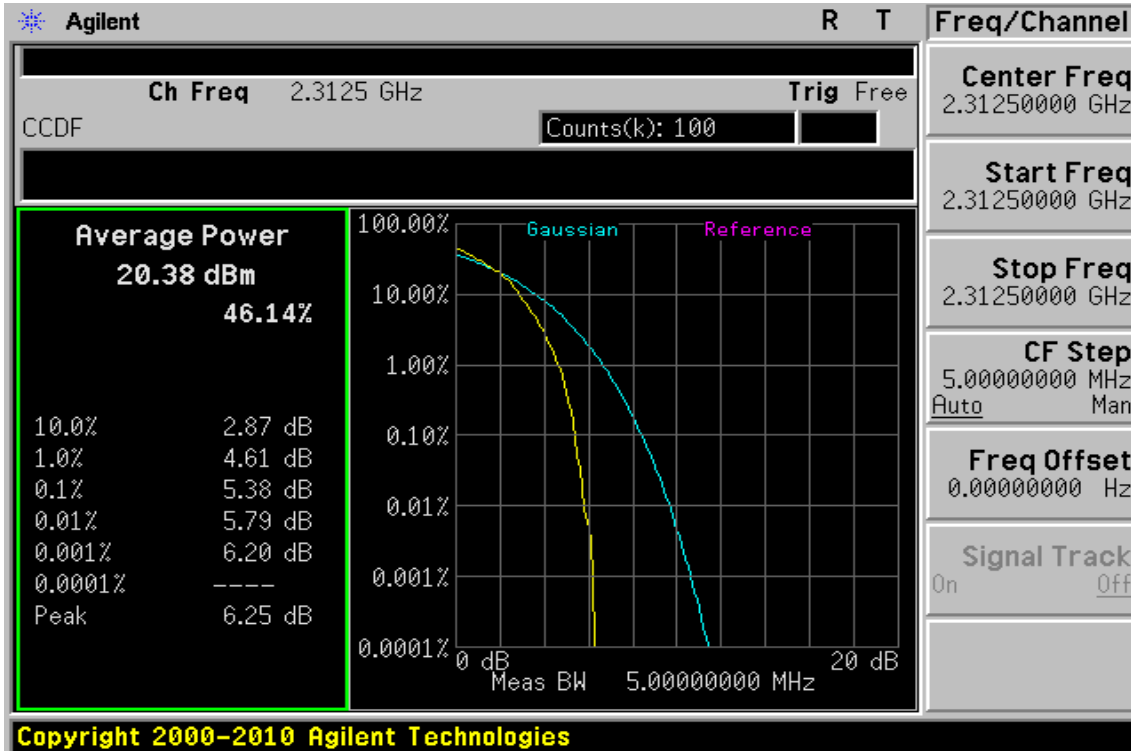 Agilent R T
Ch Freq 2.3125 GHz Trig Free
CCDF Counts(k): 100
Average Power
20.38 dBm
46.14%
10.0% 2.87 dB
1.0% 4.61 dB
0.1% 5.38 dB
0.01% 5.79 dB
0.001% 6.20 dB
0.0001% ----
Peak 6.25 dB
100.00%
10.00%
1.00%
0.10%
0.01%
0.001%
0.0001%
Gaussian Reference
0 dB 20 dB
Meas BW 5.00000000 MHz
Freq/Channel
Center Freq
2.31250000 GHz
Start Freq
2.31250000 GHz
Stop Freq
2.31250000 GHz
CF Step
5.00000000 MHz
Auto Man
Freq Offset
0.00000000 Hz
Signal Track
On Off
Copyright 2000-2010 Agilent Technologies